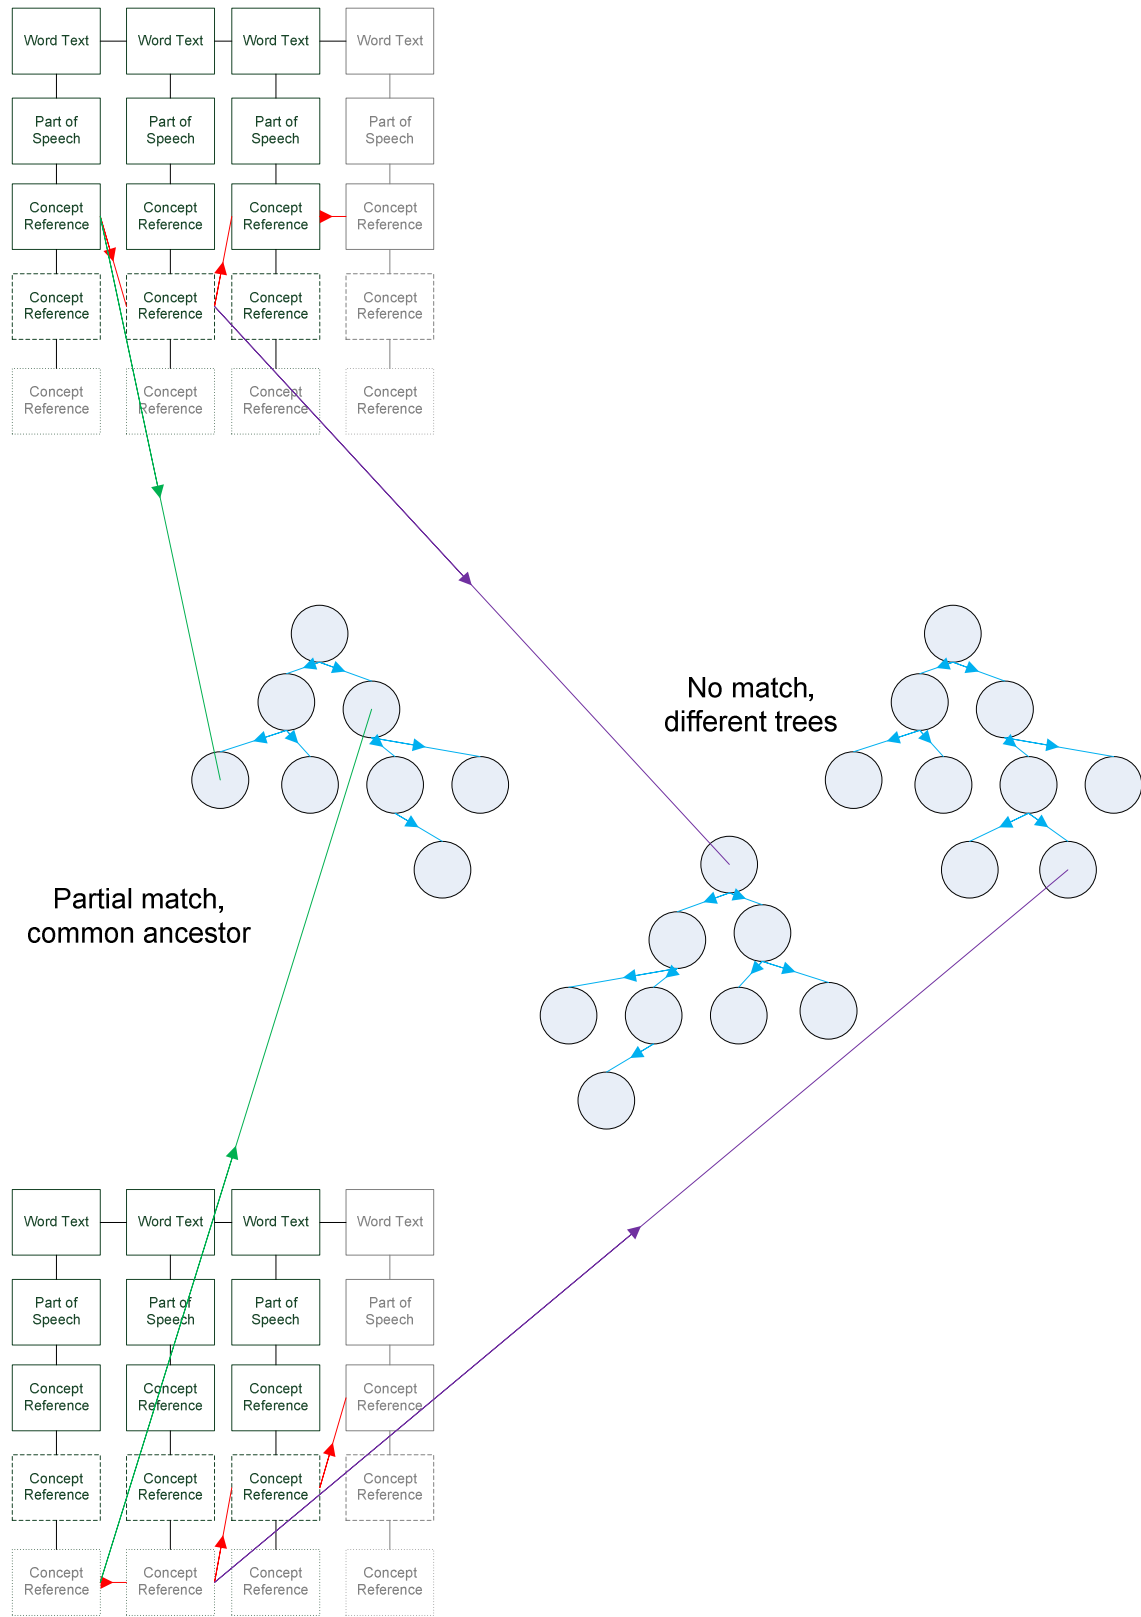 Word Text Word Text Word Text Word Text
Part of Part of Part of Part of
Speech Speech Speech Speech
Concept Concept Concept Concept
Reference Reference Reference Reference
Concept Concept Concept Concept
Reference Reference Reference Reference
Concept Concept Concept Concept
Reference Reference Reference Reference
No match,
different trees
Partial match,
common ancestor
Word Text Word Text Word Text Word Text
Part of Part of Part of Part of
Speech Speech Speech Speech
Concept Concept Concept Concept
Reference Reference Reference Reference
Concept Concept Concept Concept
Reference Reference Reference Reference
Concept Concept Concept Concept
Reference Reference Reference Reference